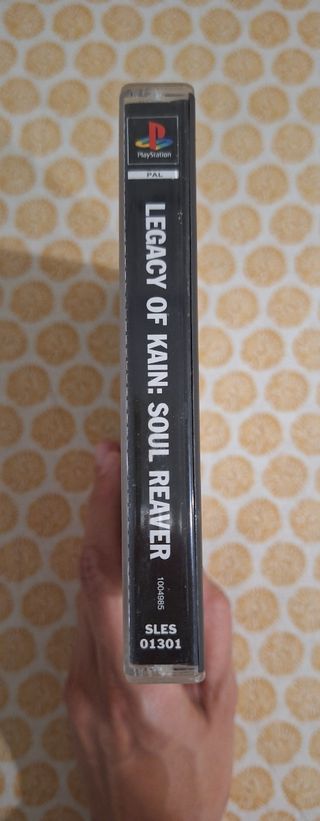 PlayStation
PAL
LEGACY OF KAIN: SOUL REAVER
1004985
SLES
01301